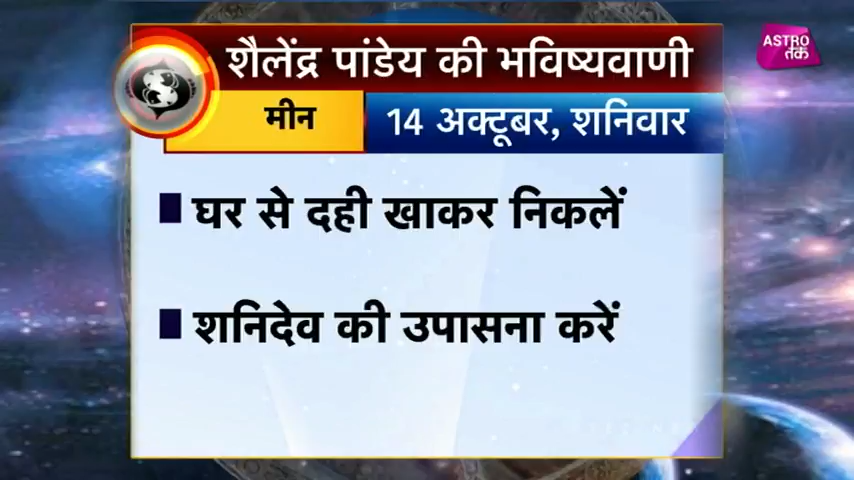 शैलेंद्र पांडेय की भविष्यवाणी
ASTRO
तक
मीन
14 अक्टूबर, शनिवार
घर से दही खाकर निकलें
शनिदेव की उपासना करें